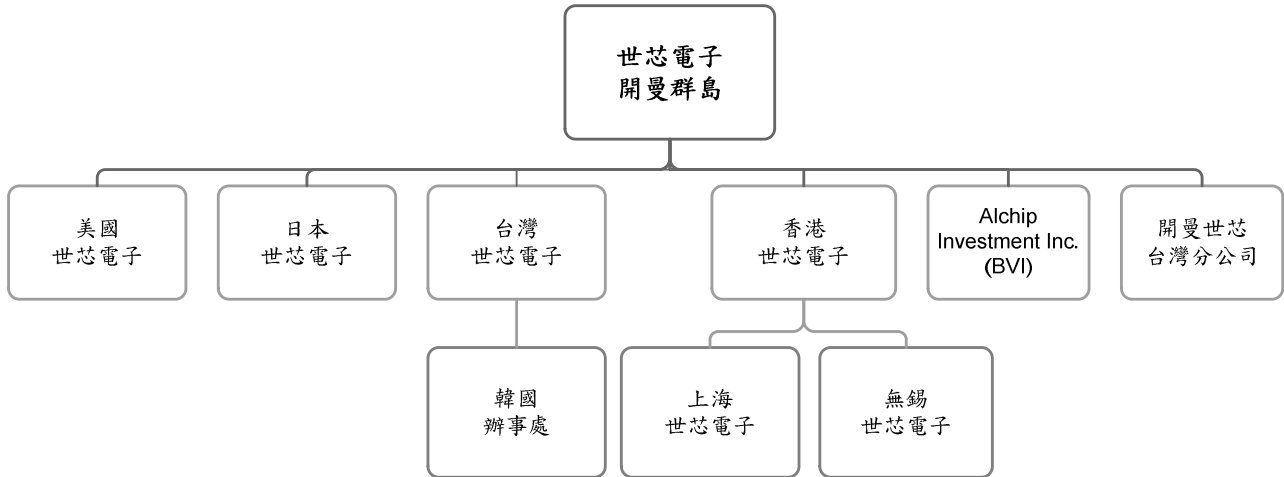 世芯電子
開曼群島
美國
世芯電子
日本
世芯電子
台灣
世芯電子
香港
世芯電子
Alchip
Investment Inc.
(BVI)
開曼世芯
台灣分公司
韓國
辦事處
上海
世芯電子
無錫
世芯電子